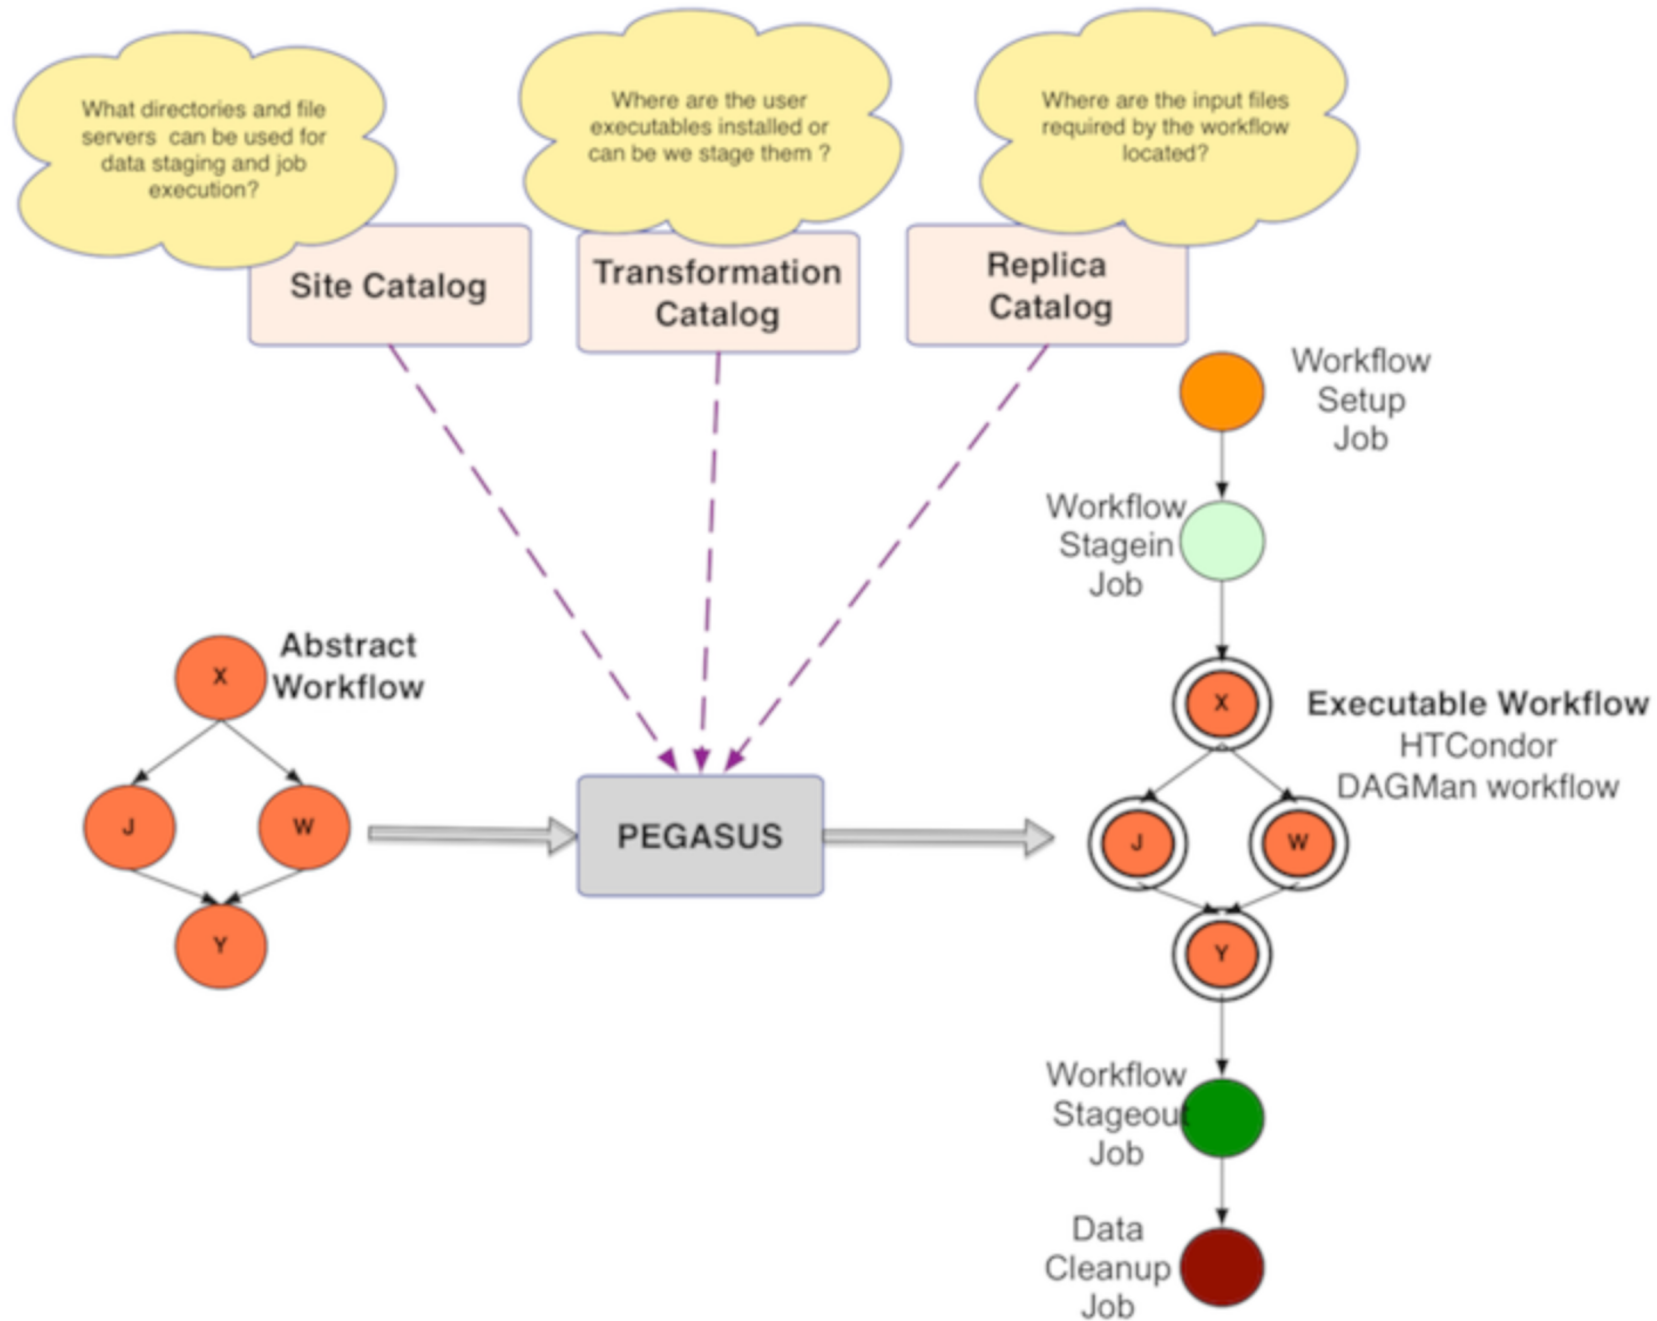 What directories and file
servers can be used for
data staging and job
execution?
Where are the user
executables installed or
can be we stage them ?
Where are the input files
required by the workflow
located?
Site Catalog
Transformation
Catalog
Replica
Catalog
Workflow
Setup
Job
Workflow
Stagein
Job
Abstract
Workflow
X
J
W
Y
PEGASUS
X
Executable Workflow
HTCondor
DAGMan workflow
J
W
Y
Workflow
Stageout
Job
Data
Cleanup
Job